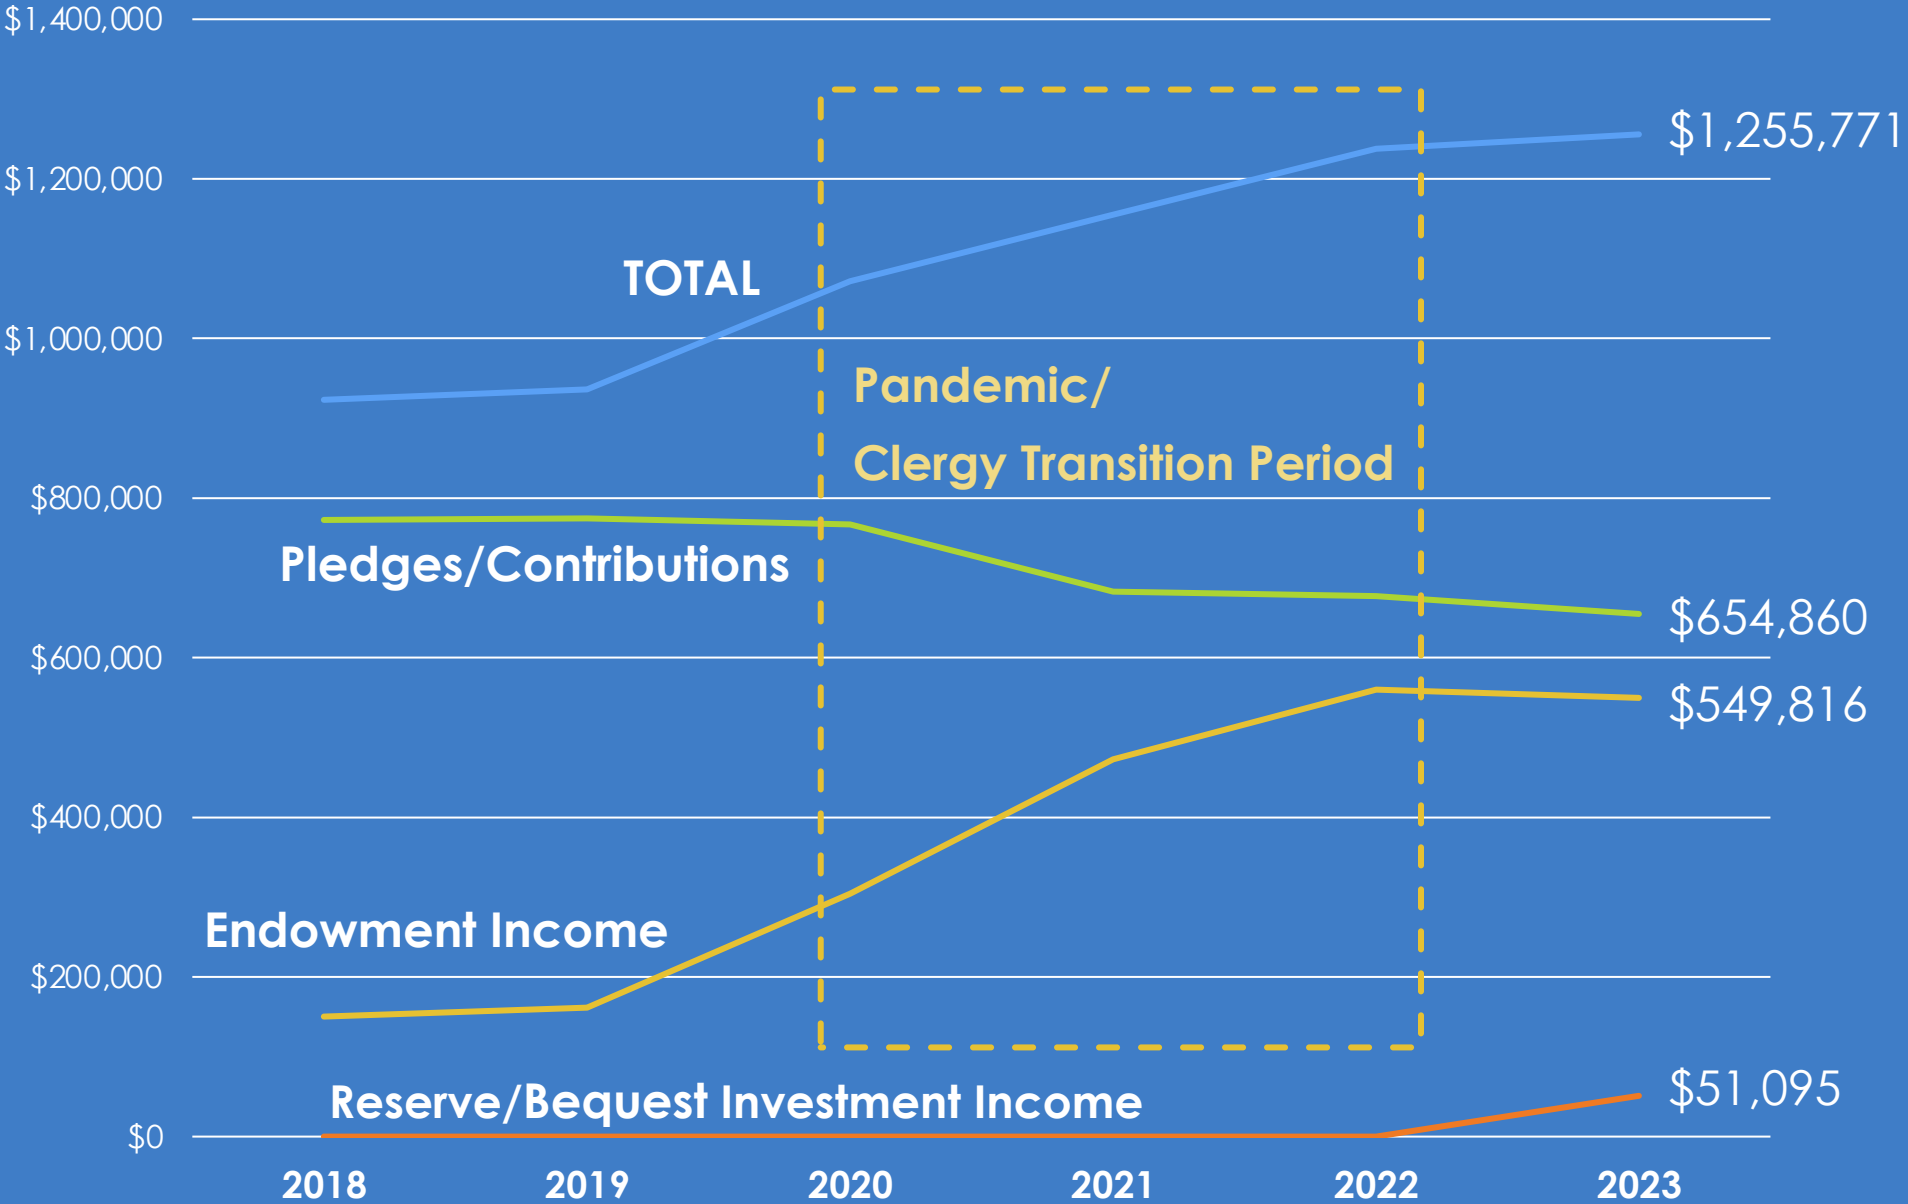 $1,400,000
$1,255,771
$1,200,000
TOTAL
$1,000,000
Pandemic/
Clergy Transition Period
$800,000
Pledges/Contributions
$654,860
$600,000
$549,816
$400,000
Endowment Income
$200,000
Reserve/Bequest Investment Income
$51,095
$0
2018 2019 2020 2021 2022 2023